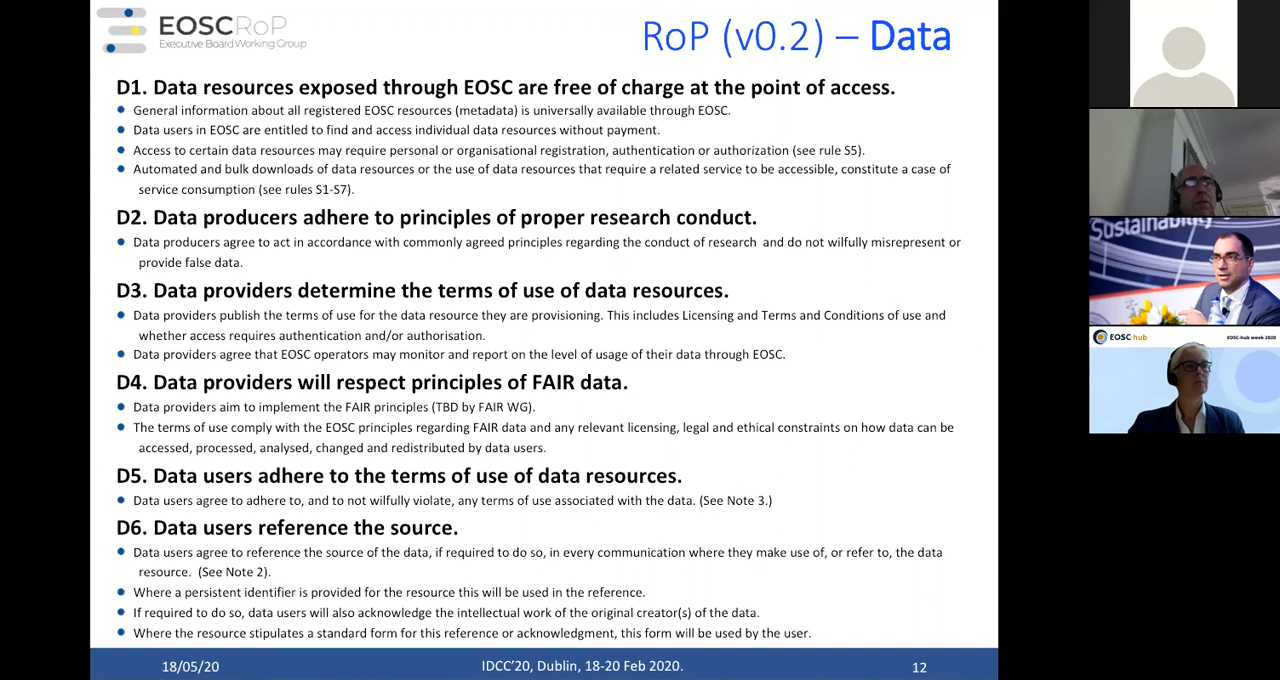 EOSCRoP
Executive Board Working Group
RoP (v0.2) – Data
D1. Data resources exposed through EOSC are free of charge at the point of access.
General information about all registered EOSC resources (metadata) is universally available through EOSC.
Data users in EOSC are entitled to find and access individual data resources without payment.
Access to certain data resources may require personal or organisational registration, authentication or authorization (see rule S5).
Automated and bulk downloads of data resources or the use of data resources that require a related service to be accessible, constitute a case of
service consumption (see rules S1-S7).
D2. Data producers adhere to principles of proper research conduct.
Data producers agree to act in accordance with commonly agreed principles regarding the conduct of research and do not wilfully misrepresent or
provide false data.
D3. Data providers determine the terms of use of data resources.
Data providers publish the terms of use for the data resource they are provisioning. This includes Licensing and Terms and Conditions of use and
whether access requires authentication and/or authorisation.
Data providers agree that EOSC operators may monitor and report on the level of usage of their data through EOSC.
D4. Data providers will respect principles of FAIR data.
Data providers aim to implement the FAIR principles (TBD by FAIR WG).
The terms of use comply with the EOSC principles regarding FAIR data and any relevant licensing, legal and ethical constraints on how data can be
accessed, processed, analysed, changed and redistributed by data users.
D5. Data users adhere to the terms of use of data resources.
Data users agree to adhere to, and to not wilfully violate, any terms of use associated with the data. (See Note 3.)
D6. Data users reference the source.
Data users agree to reference the source of the data, if required to do so, in every communication where they make use of, or refer to, the data
resource. (See Note 2).
Where a persistent identifier is provided for the resource this will be used in the reference.
If required to do so, data users will also acknowledge the intellectual work of the original creator(s) of the data.
Where the resource stipulates a standard form for this reference or acknowledgment, this form will be used by the user.
18/05/20
IDCC'20, Dublin, 18-20 Feb 2020.
12
Sustainability
EOSC-hub
EOSC-hub week 2020